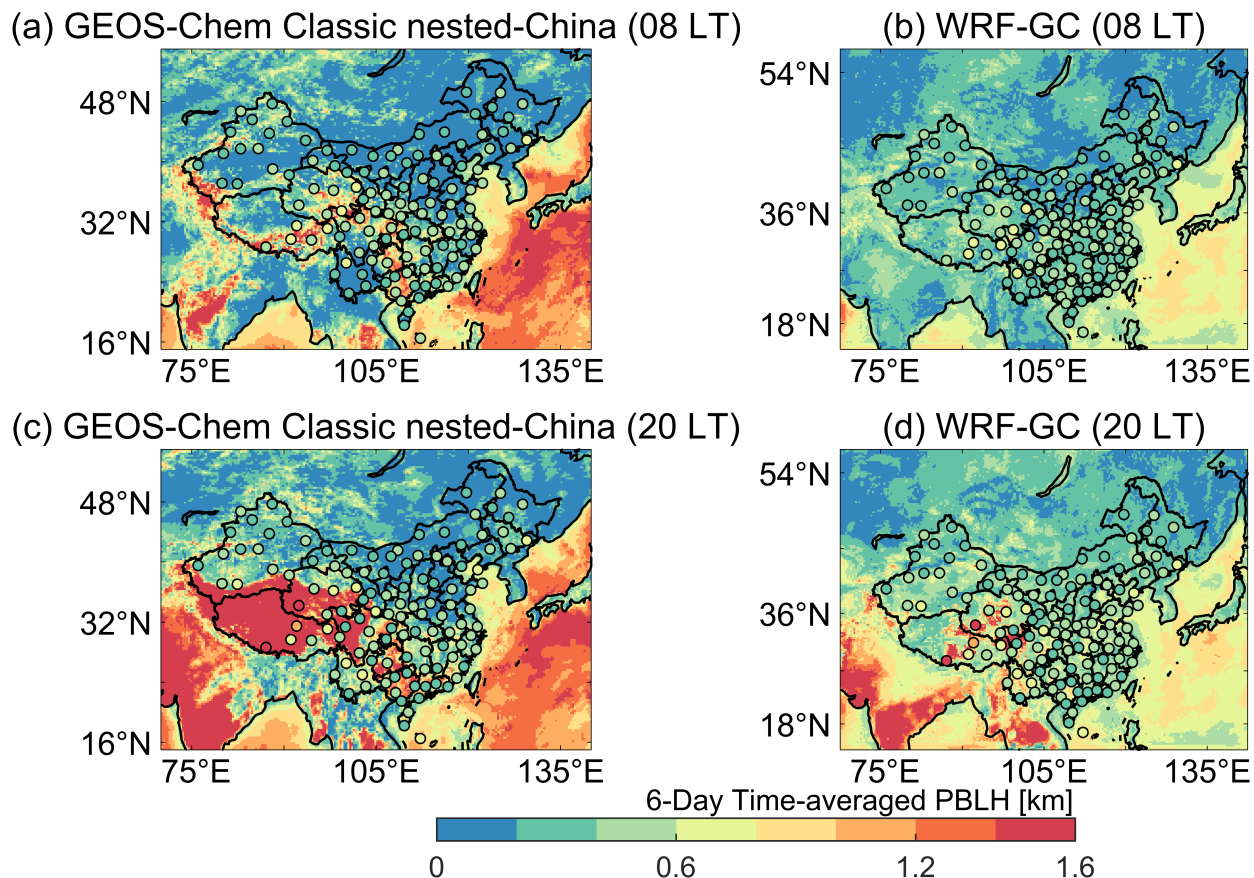 (a) GEOS-Chem Classic nested-China (08 LT)
(b) WRF-GC (08 LT)
48°N
32°N
16°N
75°E 105°E 135°E
54°N
36°N
18°N
75°E 105°E 135°E
(c) GEOS-Chem Classic nested-China (20 LT)
(d) WRF-GC (20 LT)
48°N
32°N
16°N
75°E 105°E 135°E
54°N
36°N
18°N
75°E 105°E 135°E
6-Day Time-averaged PBLH [km]
0 0.6 1.2 1.6